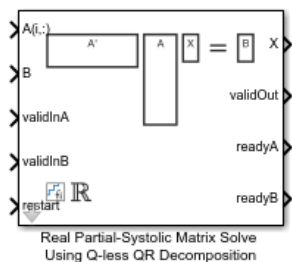 A(i,:)
A' A X = B
X
B
validOut
validInA
readyA
validInB
readyB
restart
ℝ
Real Partial-Systolic Matrix Solve
Using Q-less QR Decomposition